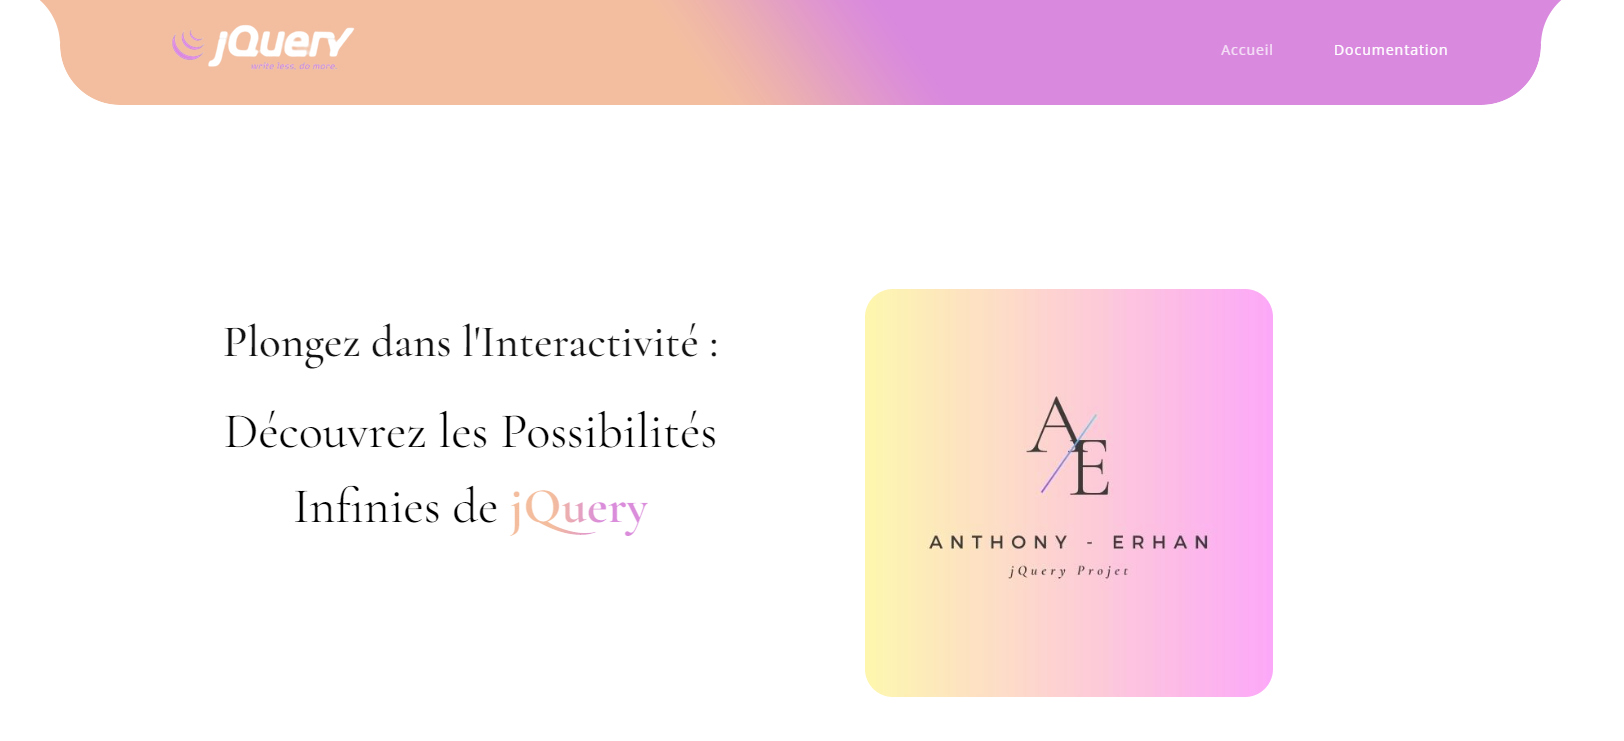 jQuery
write less, do more
Accueil
Documentation
Plongez dans l'Interactivité :
Découvrez les Possibilités
Infinies de jQuery
AE
ANTHONY - ERHAN
jQuery Projet